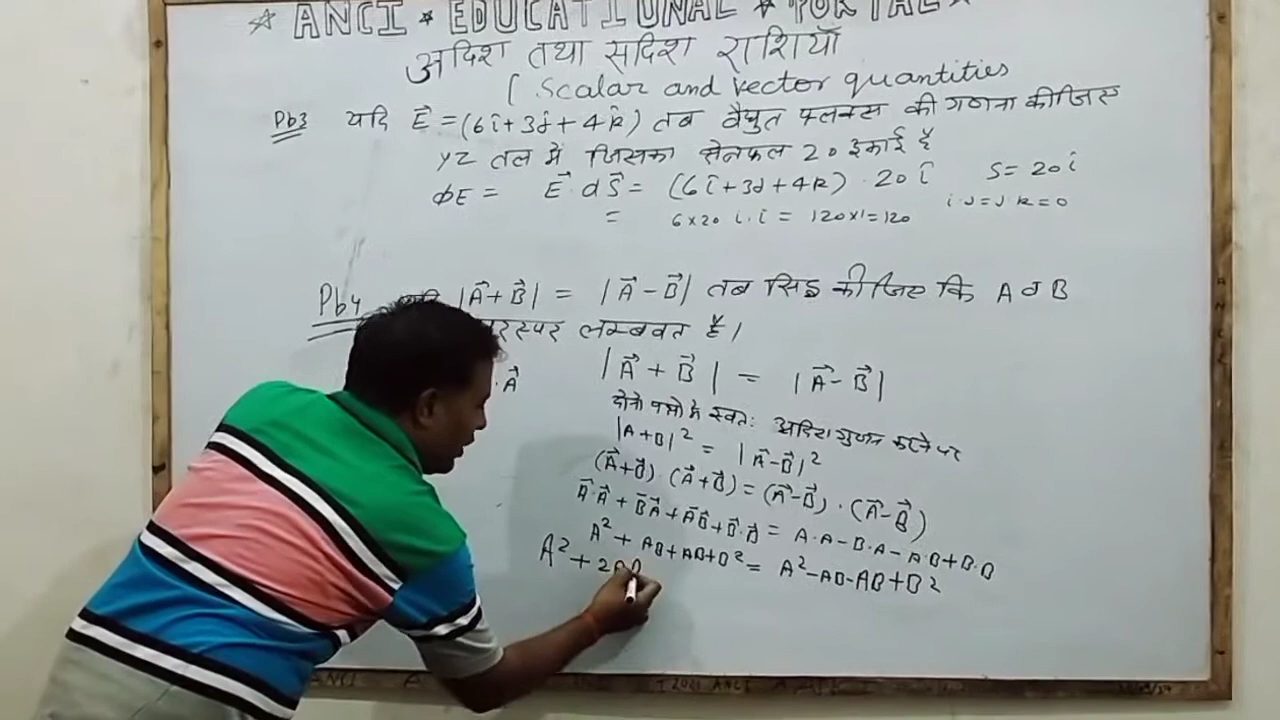 ☆ ANCI ★ EDUCATIONAL ★ PORTAL ★
अदिश तथा सदिश राशियाँ
( Scalar and vector quantities
Pb3 यदि E⃗ = (6î + 3ĵ + 4k̂) तब वैधुत फ्लक्स की गणना कीजिए
YZ तल में जिसका क्षेत्रफल 20 इकाई है
ΦE = E⃗ · dS⃗ = (6î + 3J + 4k) · 20 î S = 20 î
= 6×20 i.i = 120×1 = 120 i.J = J.k = 0
Pb4 |A⃗+B⃗| = |A⃗-B⃗| तब सिद्ध कीजिए कि A व B
परस्पर लम्बवत है।
|A⃗ + B⃗| = |A⃗ - B⃗|
· A⃗
दोनो पक्षो मे स्वतः अदिश गुणन करने पर
|A+B|² = |A⃗-B⃗|²
(A⃗+B⃗) · (A⃗+B⃗) = (A⃗-B⃗) · (A⃗-B⃗)
A⃗·A⃗ + B⃗A⃗ + A⃗B⃗ + B⃗·B⃗ = A·A - B·A - A·B + B·B
A² + AB + AB + B² = A² - AB - AB + B²
A² + 2AB